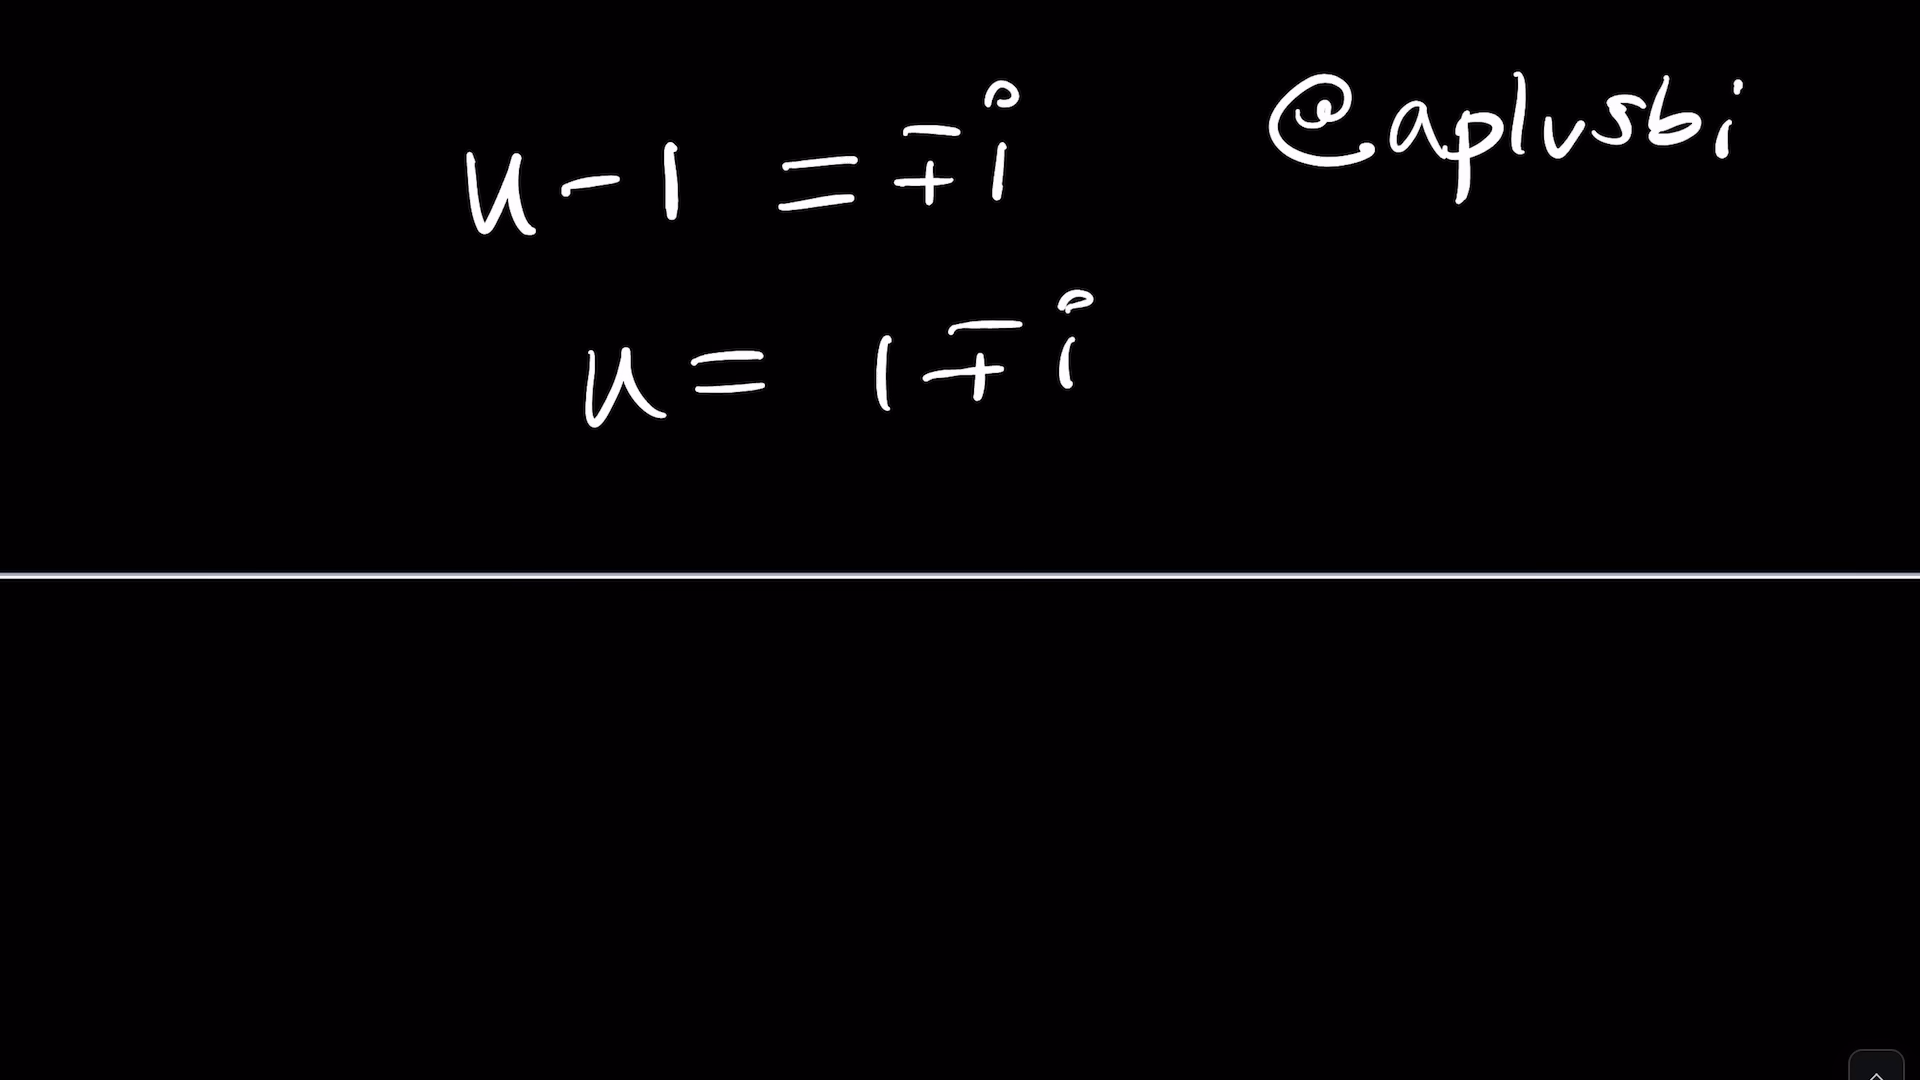 u - 1 = ∓ i
@aplusbi
u = 1 ∓ i